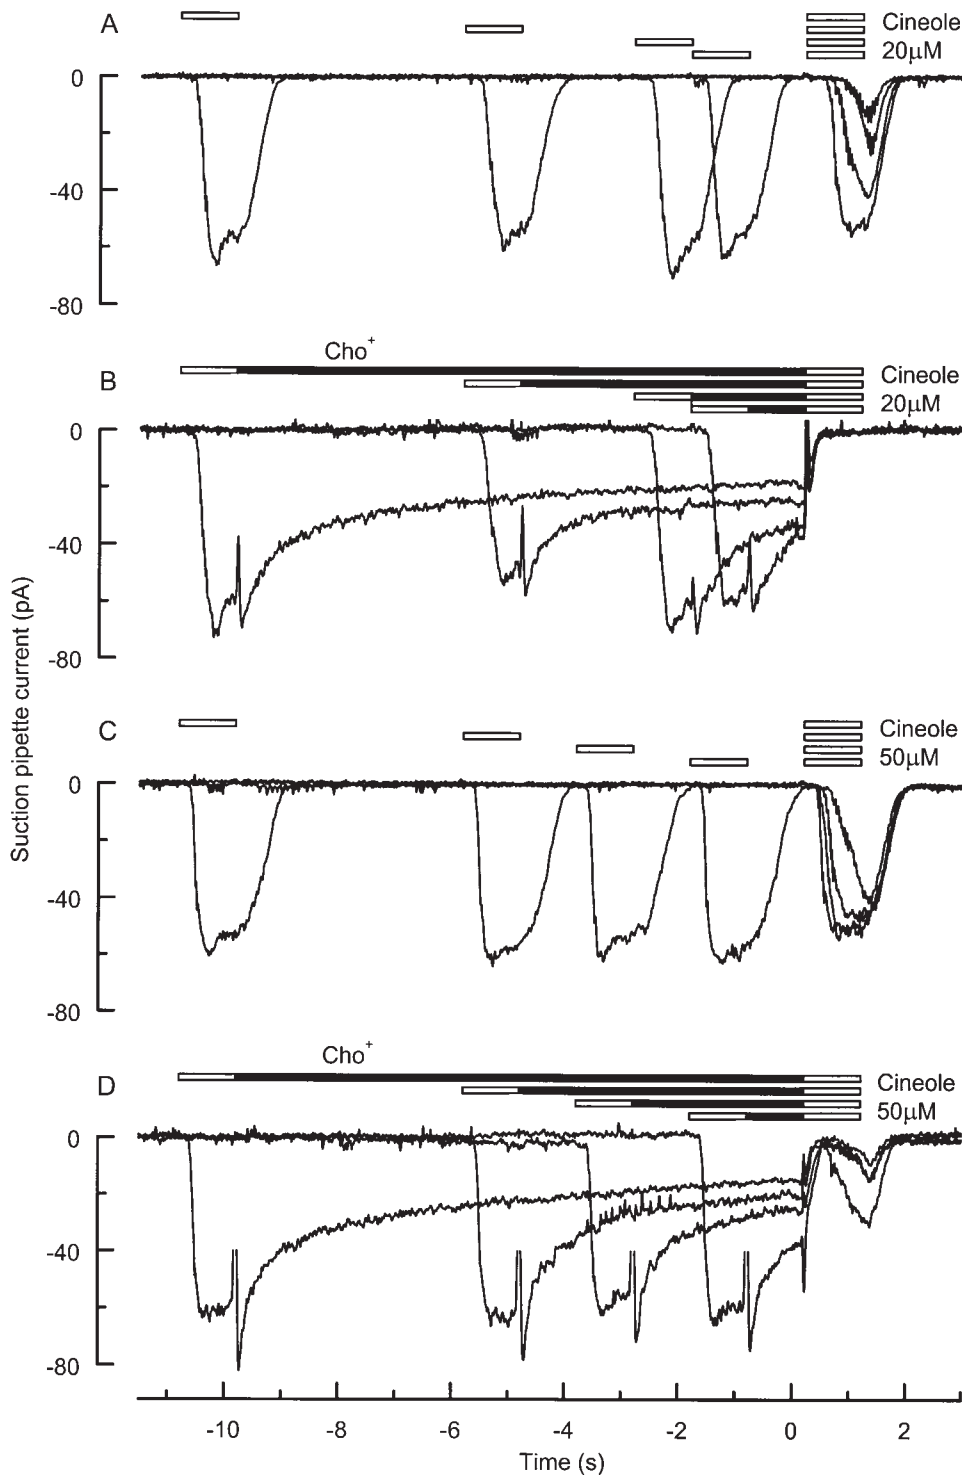 A
Cineole
20µM
0
-40
-80
Cho+
B
Cineole
20µM
0
-40
-80
C
Cineole
50µM
0
-40
-80
Cho+
D
Cineole
50µM
0
-40
-80
Suction pipette current (pA)
-10 -8 -6 -4 -2 0 2
Time (s)